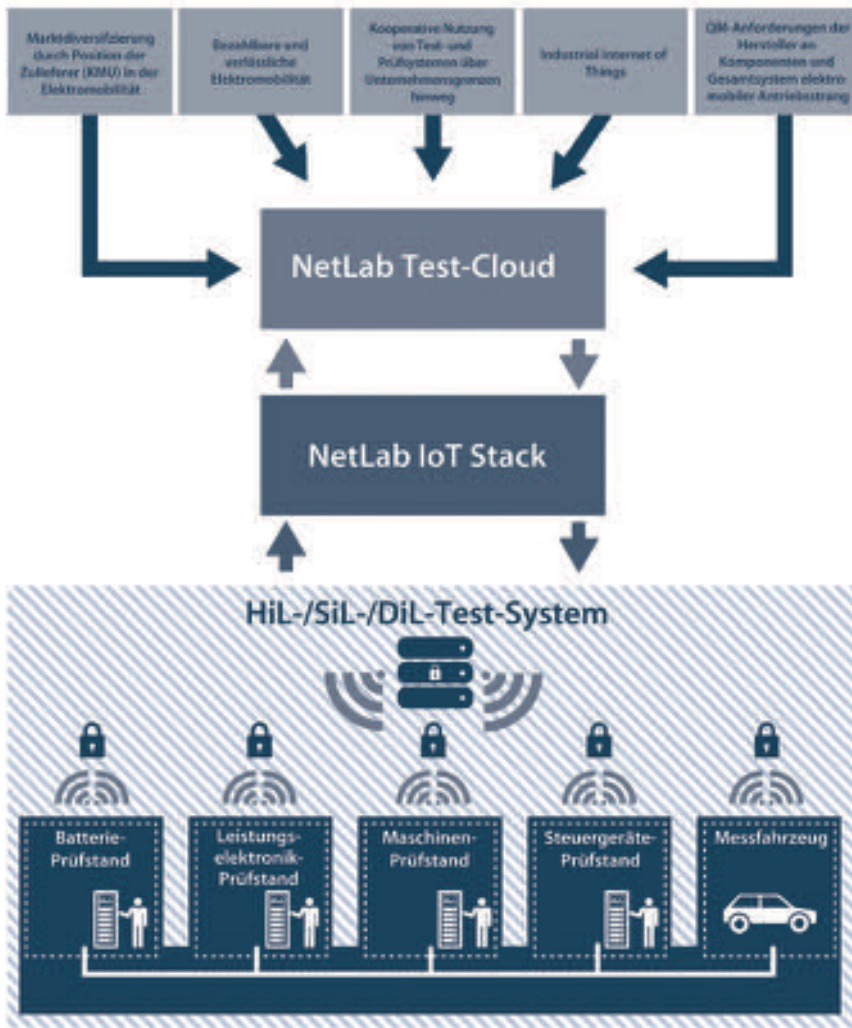 Marktdiversifzierung
durch Position der
Zulieferer (KMU) in der
Elektromobilität
Bezahlbare und
verlässliche
Elektromobilität
Kooperative Nutzung
von Test- und
Prüfsystemen über
Unternehmensgrenzen
hinweg
Industrial Internet of
Things
QM-Anforderungen der
Hersteller an
Komponenten und
Gesamtsystem elektro-
mobiler Antriebsstrang
NetLab Test-Cloud
NetLab IoT Stack
HiL-/SiL-/DiL-Test-System
Batterie-
Prüfstand
Leistungs-
elektronik-
Prüfstand
Maschinen-
Prüfstand
Steuergeräte-
Prüfstand
Messfahrzeug